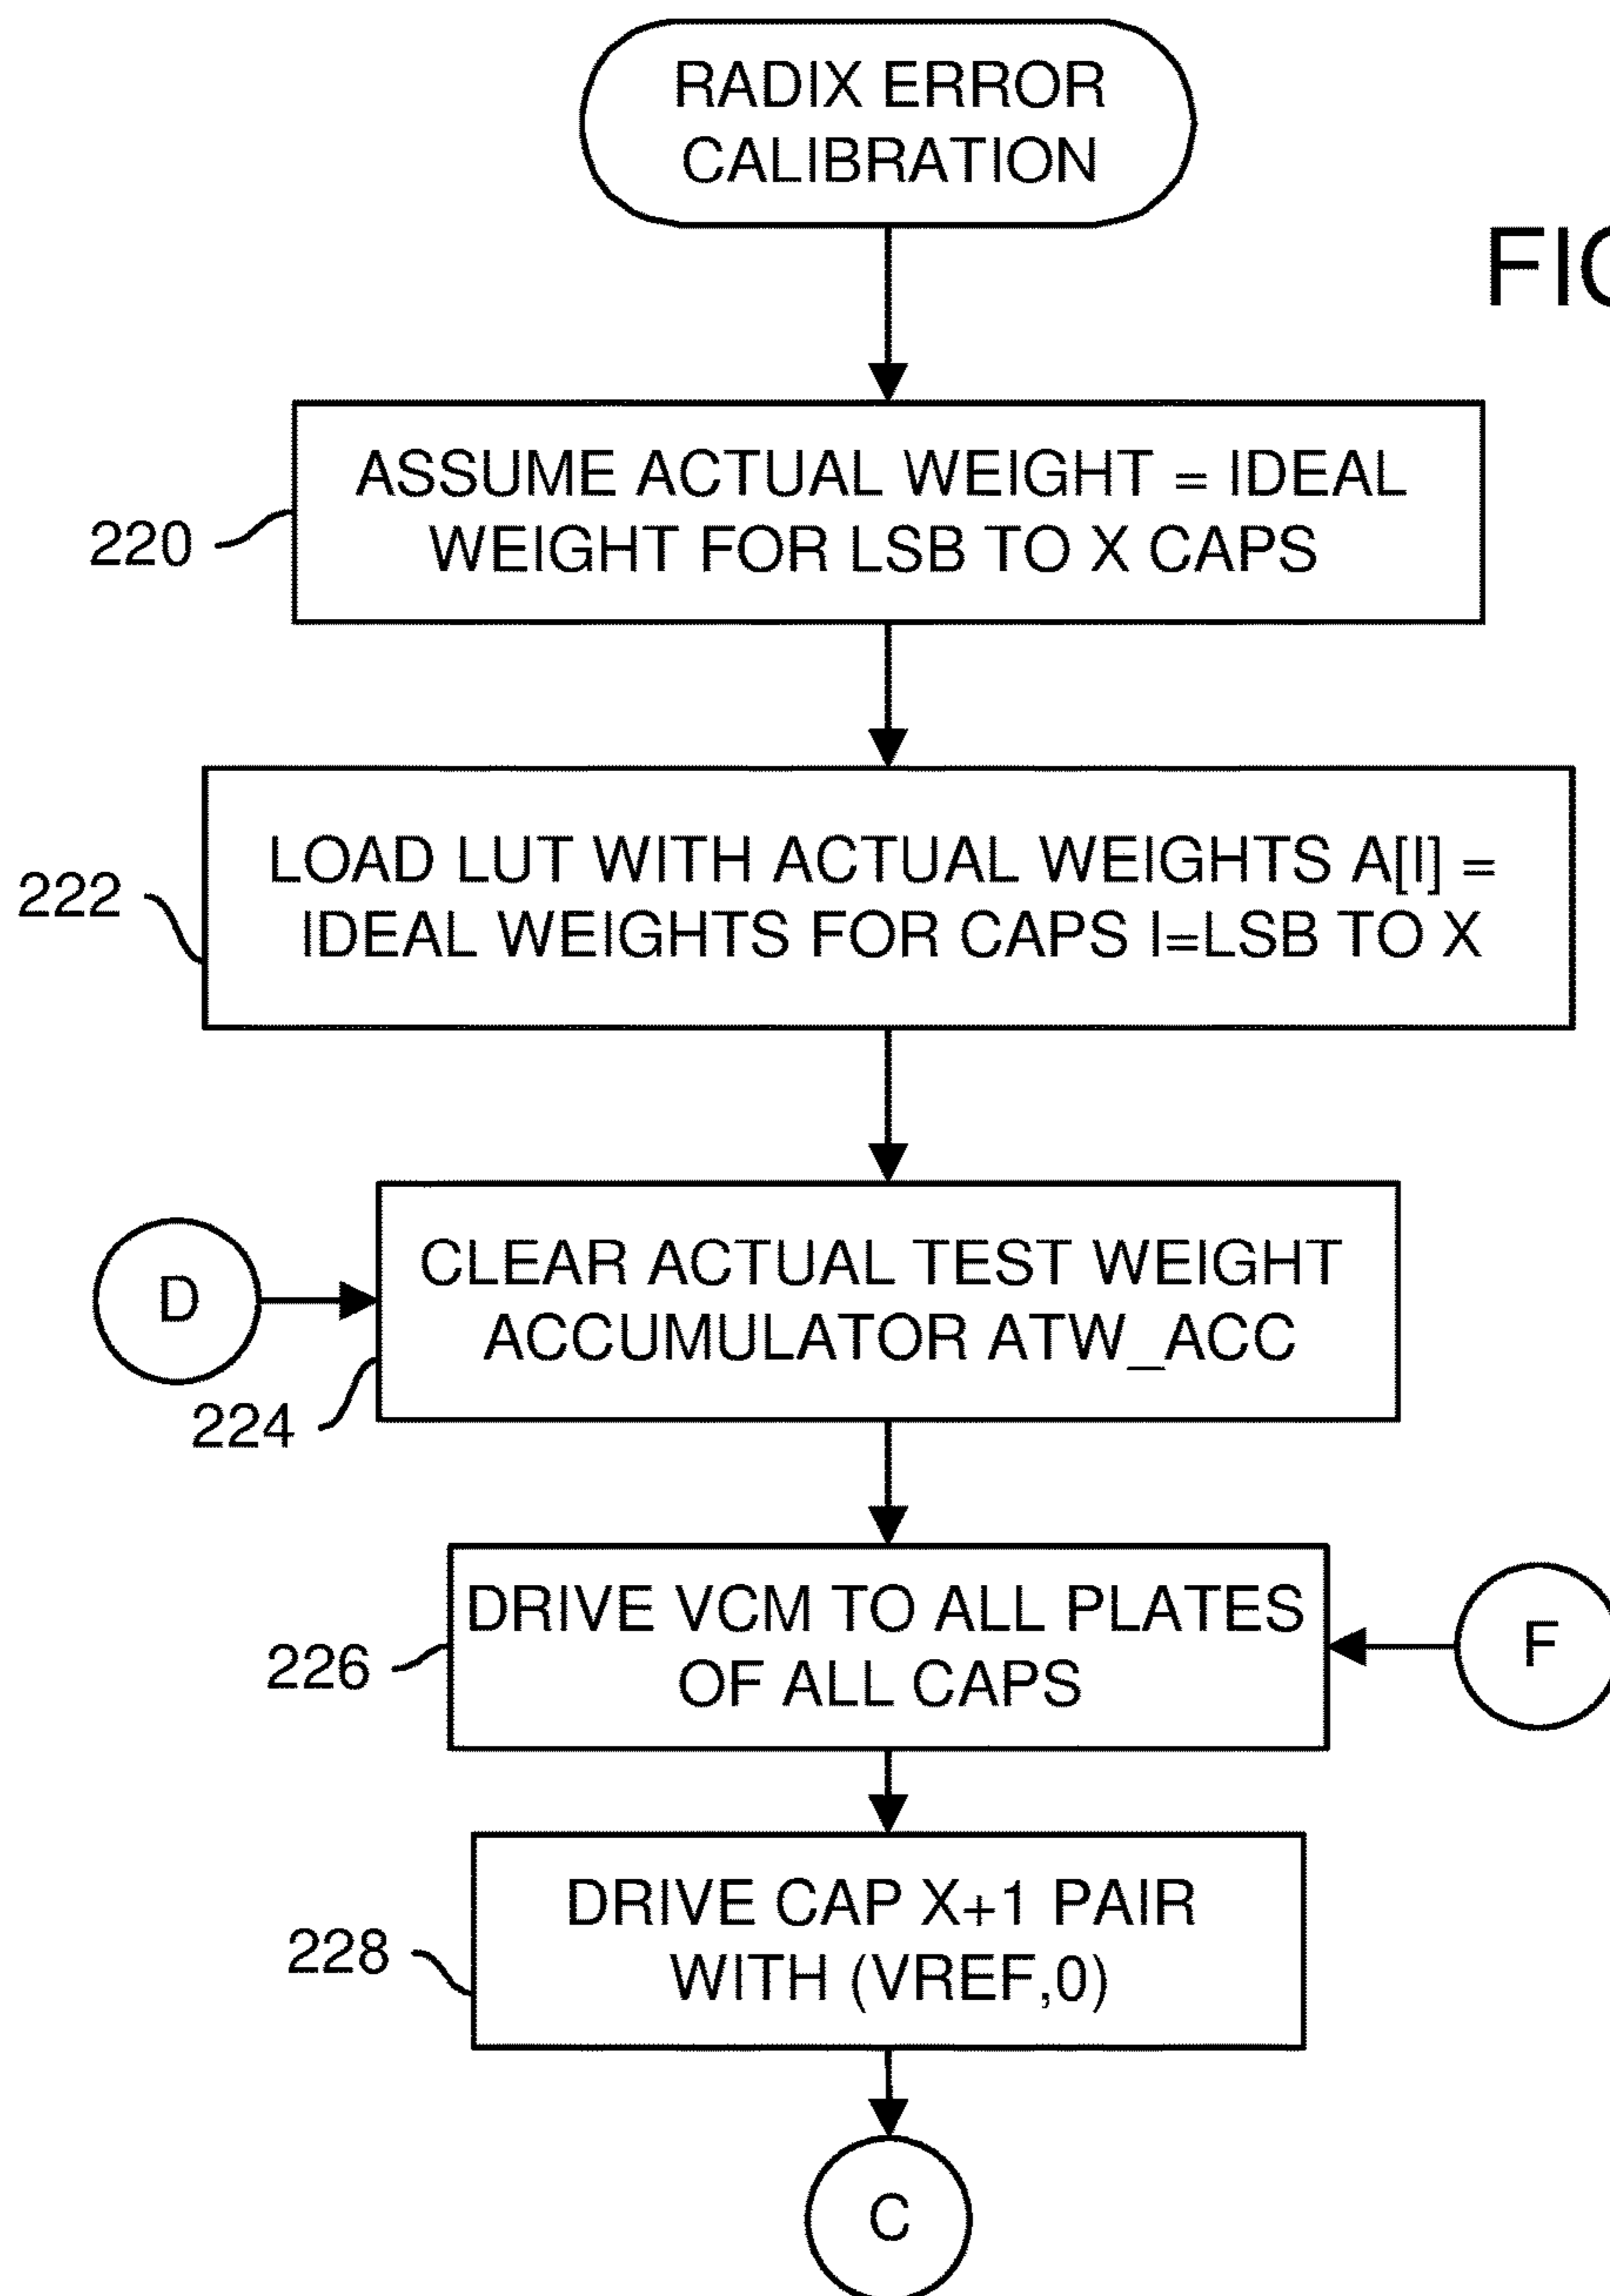 RADIX ERROR
CALIBRATION
FIG
ASSUME ACTUAL WEIGHT = IDEAL
WEIGHT FOR LSB TO X CAPS
220
LOAD LUT WITH ACTUAL WEIGHTS A[I] =
IDEAL WEIGHTS FOR CAPS I=LSB TO X
222
CLEAR ACTUAL TEST WEIGHT
ACCUMULATOR ATW_ACC
D
224
DRIVE VCM TO ALL PLATES
OF ALL CAPS
226
F
DRIVE CAP X+1 PAIR
WITH (VREF,0)
228
C